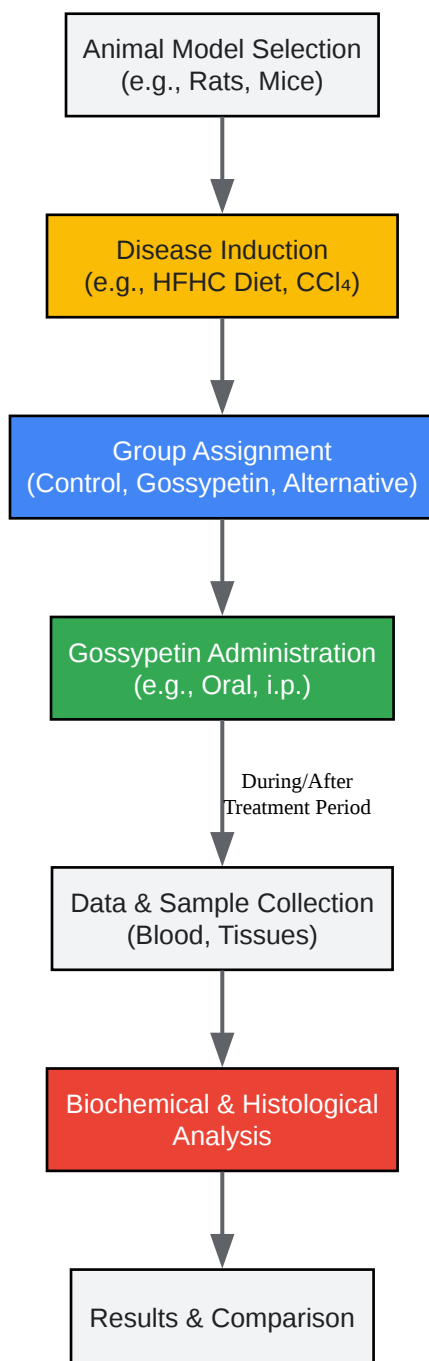 Animal Model Selection
(e.g., Rats, Mice)
Disease Induction
(e.g., HFHC Diet, CCl₄)
Group Assignment
(Control, Gossypetin, Alternative)
Gossypetin Administration
(e.g., Oral, i.p.)
During/After
Treatment Period
Data & Sample Collection
(Blood, Tissues)
Biochemical & Histological
Analysis
Results & Comparison